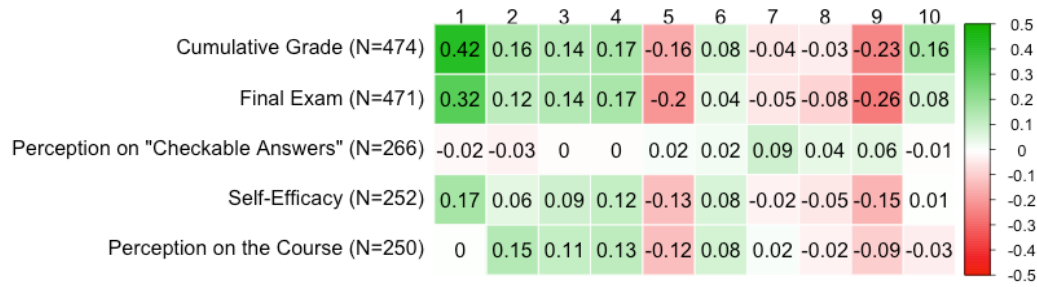 1 2 3 4 5 6 7 8 9 10
Cumulative Grade (N=474) 0.42 0.16 0.14 0.17 -0.16 0.08 -0.04 -0.03 -0.23 0.16
Final Exam (N=471) 0.32 0.12 0.14 0.17 -0.2 0.04 -0.05 -0.08 -0.26 0.08
Perception on "Checkable Answers" (N=266) -0.02 -0.03 0 0 0.02 0.02 0.09 0.04 0.06 -0.01
Self-Efficacy (N=252) 0.17 0.06 0.09 0.12 -0.13 0.08 -0.02 -0.05 -0.15 0.01
Perception on the Course (N=250) 0 0.15 0.11 0.13 -0.12 0.08 0.02 -0.02 -0.09 -0.03
0.5
0.4
0.3
0.2
0.1
0
-0.1
-0.2
-0.3
-0.4
-0.5